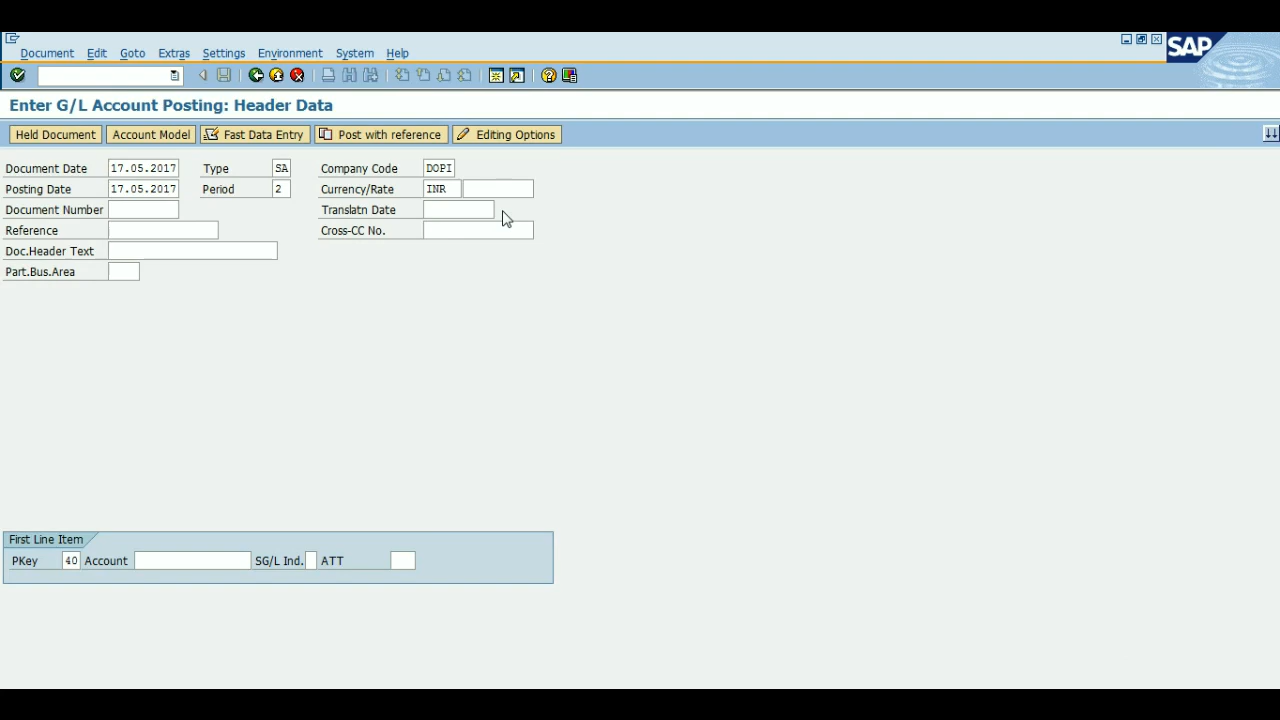 Document Edit Goto Extras Settings Environment System Help
SAP
Enter G/L Account Posting: Header Data
Held Document Account Model Fast Data Entry Post with reference Editing Options
Document Date 17.05.2017 Type SA Company Code DOPI
Posting Date 17.05.2017 Period 2 Currency/Rate INR
Document Number Translatn Date
Reference Cross-CC No.
Doc.Header Text
Part.Bus.Area
First Line Item
PKey 40 Account SG/L Ind. ATT